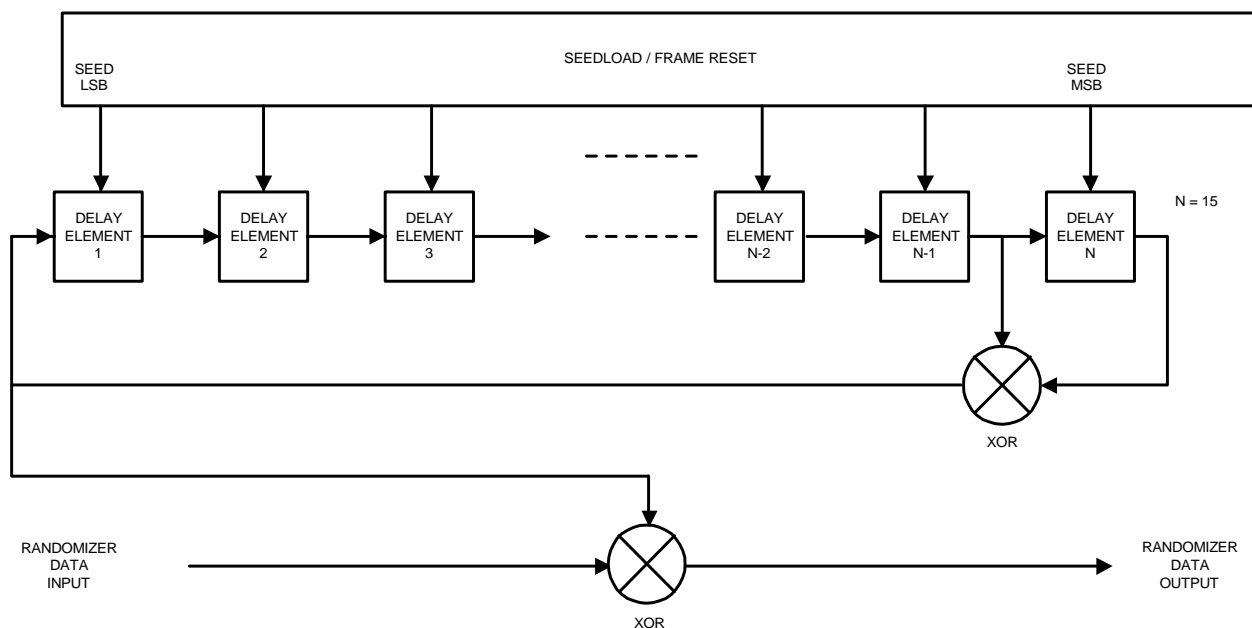 SEEDLOAD / FRAME RESET
SEED
LSB
SEED
MSB
DELAY
ELEMENT
1
DELAY
ELEMENT
2
DELAY
ELEMENT
3
DELAY
ELEMENT
N-2
DELAY
ELEMENT
N-1
DELAY
ELEMENT
N
N = 15
XOR
RANDOMIZER
DATA
INPUT
RANDOMIZER
DATA
OUTPUT
XOR